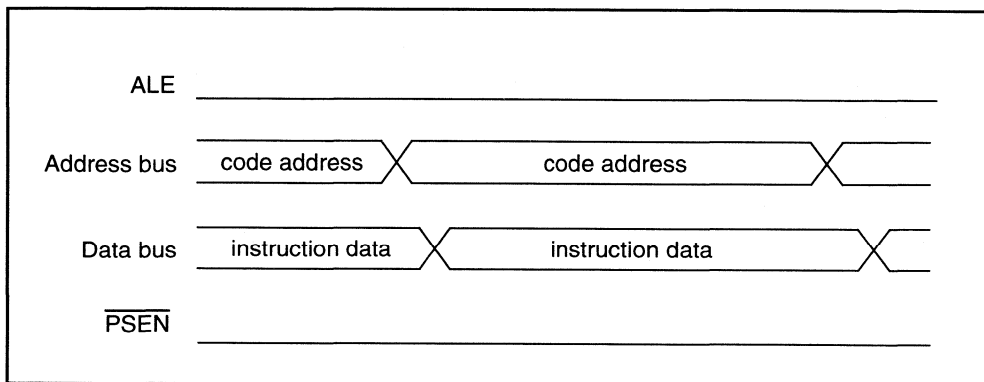 ALE
Address bus code address code address
Data bus instruction data instruction data
PSEN